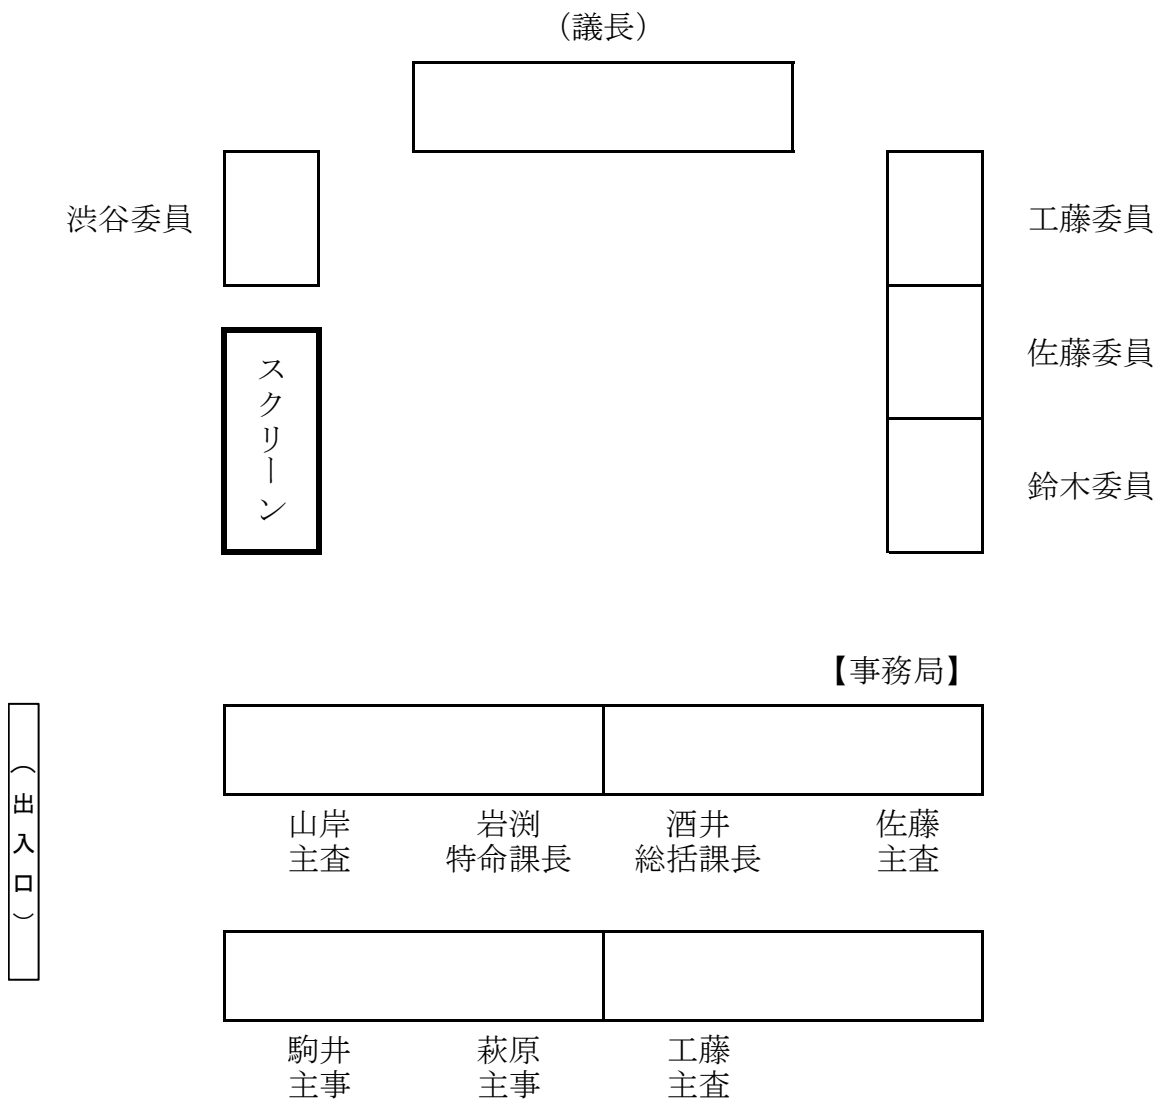 （議長）
渋谷委員
工藤委員
スクリーン
佐藤委員
鈴木委員
【事務局】
（出入口）
山岸
主査
岩渕
特命課長
酒井
総括課長
佐藤
主査
駒井
主事
萩原
主事
工藤
主査